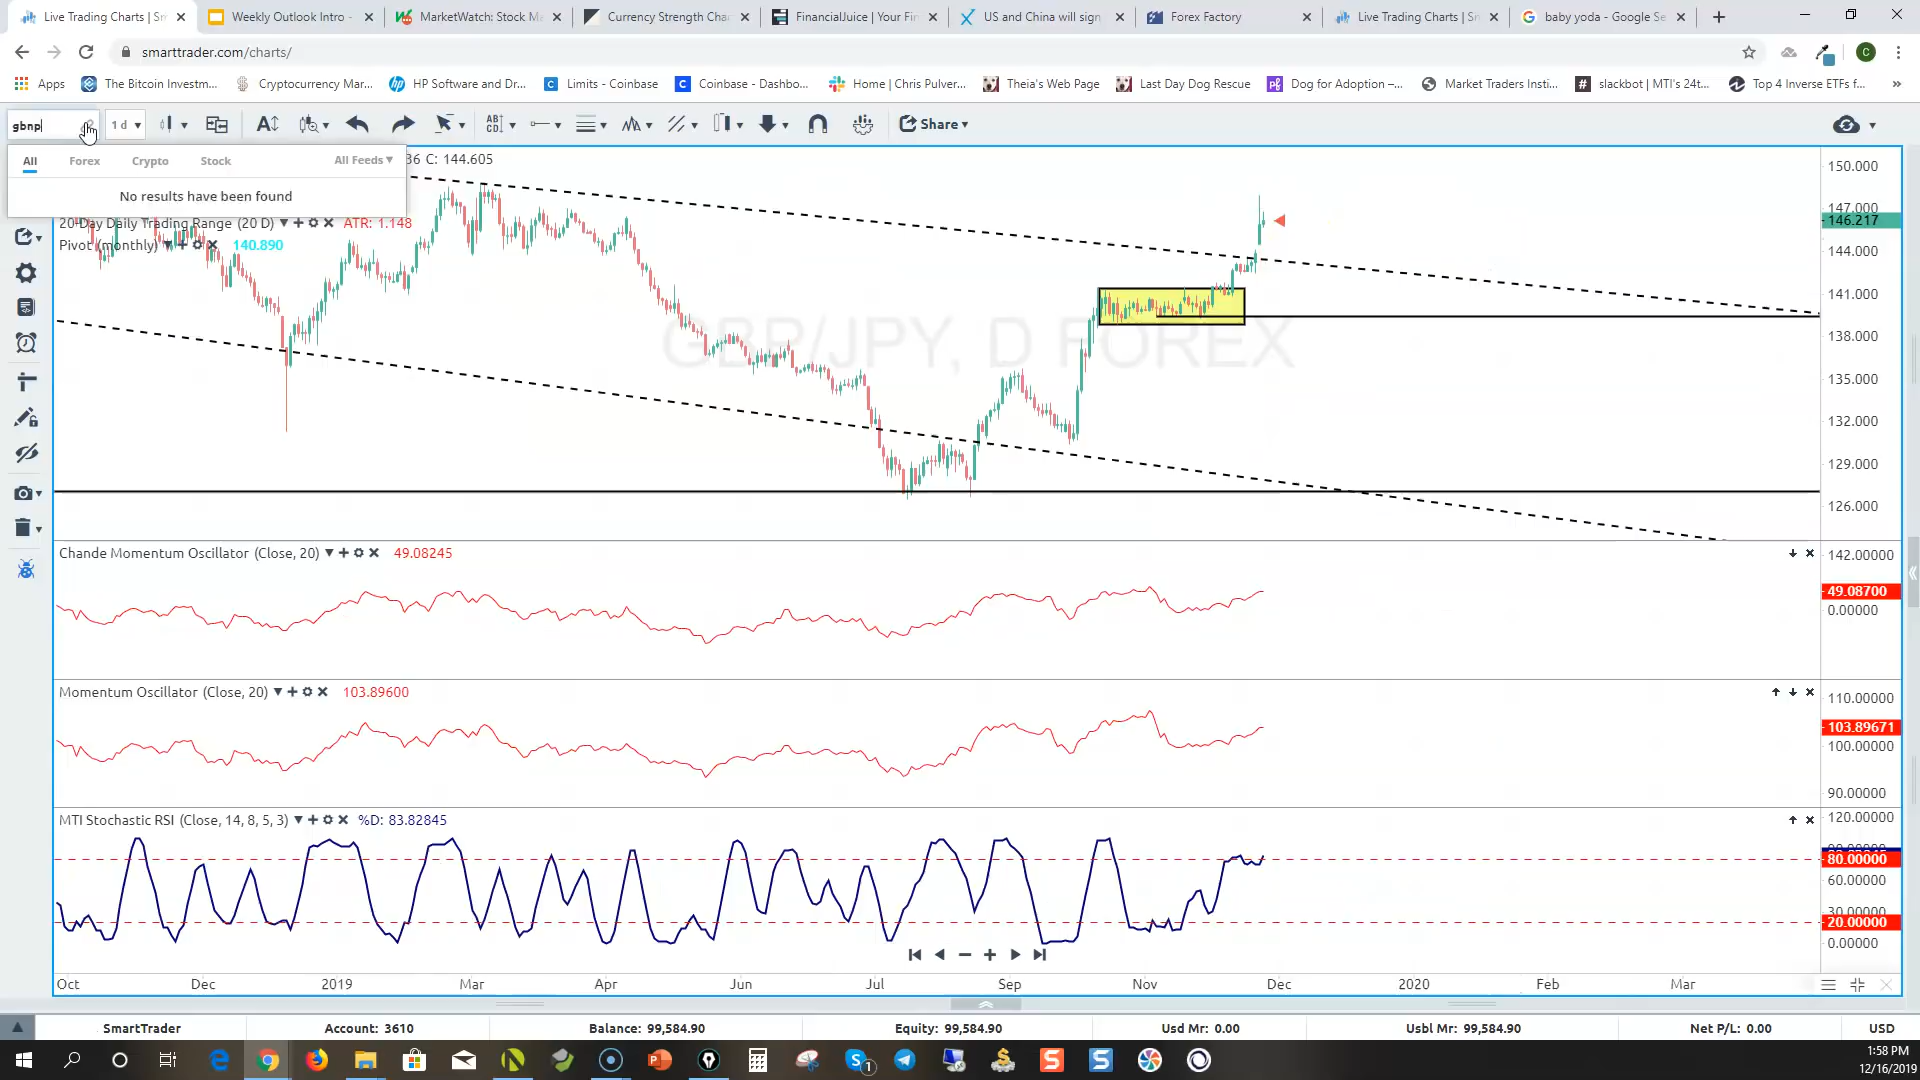 Live Trading Charts | Sm
Weekly Outlook Intro -
MarketWatch: Stock Ma
Currency Strength Char
FinancialJuice | Your Fin
US and China will sign
Forex Factory
Live Trading Charts | Sm
baby yoda - Google Se
smarttrader.com/charts/
C
Apps
The Bitcoin Investm...
Cryptocurrency Mar...
HP Software and Dr...
Limits - Coinbase
Coinbase - Dashbo...
Home | Chris Pulver...
Theia's Web Page
Last Day Dog Rescue
Dog for Adoption –...
Market Traders Insti...
slackbot | MTI's 24t...
Top 4 Inverse ETFs f...
gbnp
1 d
Share
All
Forex
Crypto
Stock
All Feeds
No results have been found
36 C: 144.605
20-Day Daily Trading Range (20 D)
ATR: 1.148
Pivot (monthly)
140.890
GBP/JPY, D FOREX
150.000
147.000
146.217
144.000
141.000
138.000
135.000
132.000
129.000
126.000
Chande Momentum Oscillator (Close, 20)
49.08245
142.00000
49.08700
0.00000
Momentum Oscillator (Close, 20)
103.89600
110.00000
103.89671
100.00000
90.00000
MTI Stochastic RSI (Close, 14, 8, 5, 3)
%D: 83.82845
120.00000
80.00000
60.00000
30.00000
20.00000
0.00000
Oct
Dec
2019
Mar
Apr
Jun
Jul
Sep
Nov
Dec
2020
Feb
Mar
SmartTrader
Account: 3610
Balance: 99,584.90
Equity: 99,584.90
Usd Mr: 0.00
Usbl Mr: 99,584.90
Net P/L: 0.00
USD
1:58 PM
12/16/2019